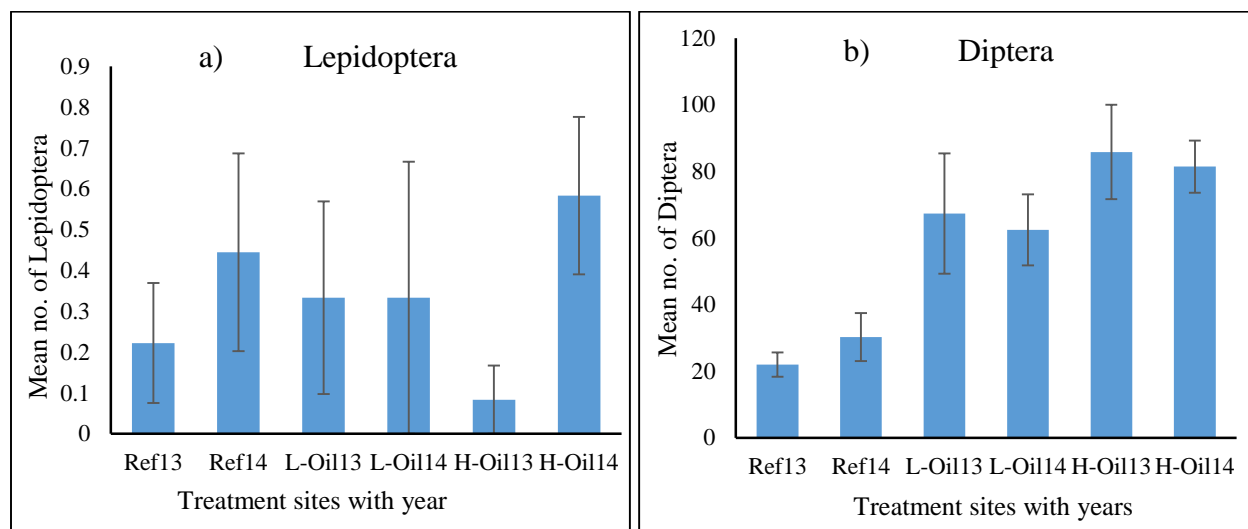 a) Lepidoptera
Mean no. of Lepidoptera
0.9
0.8
0.7
0.6
0.5
0.4
0.3
0.2
0.1
0
Ref13 Ref14 L-Oil13 L-Oil14 H-Oil13 H-Oil14
Treatment sites with year
b) Diptera
Mean no. of Diptera
120
100
80
60
40
20
0
Ref13 Ref14 L-Oil13 L-Oil14 H-Oil13 H-Oil14
Treatment sites with years